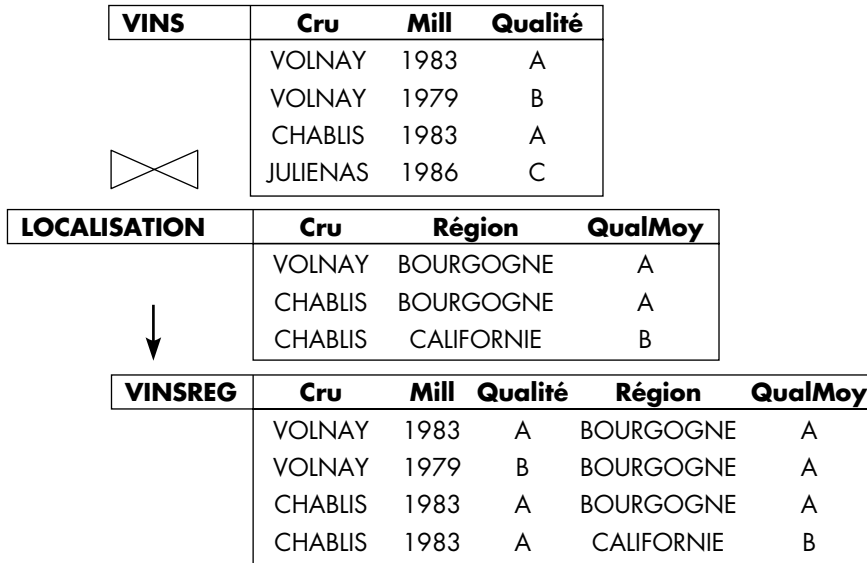 VINS Cru Mill Qualité
VOLNAY 1983 A
VOLNAY 1979 B
CHABLIS 1983 A
JULIENAS 1986 C
LOCALISATION Cru Région QualMoy
VOLNAY BOURGOGNE A
CHABLIS BOURGOGNE A
CHABLIS CALIFORNIE B
VINSREG Cru Mill Qualité Région QualMoy
VOLNAY 1983 A BOURGOGNE A
VOLNAY 1979 B BOURGOGNE A
CHABLIS 1983 A BOURGOGNE A
CHABLIS 1983 A CALIFORNIE B